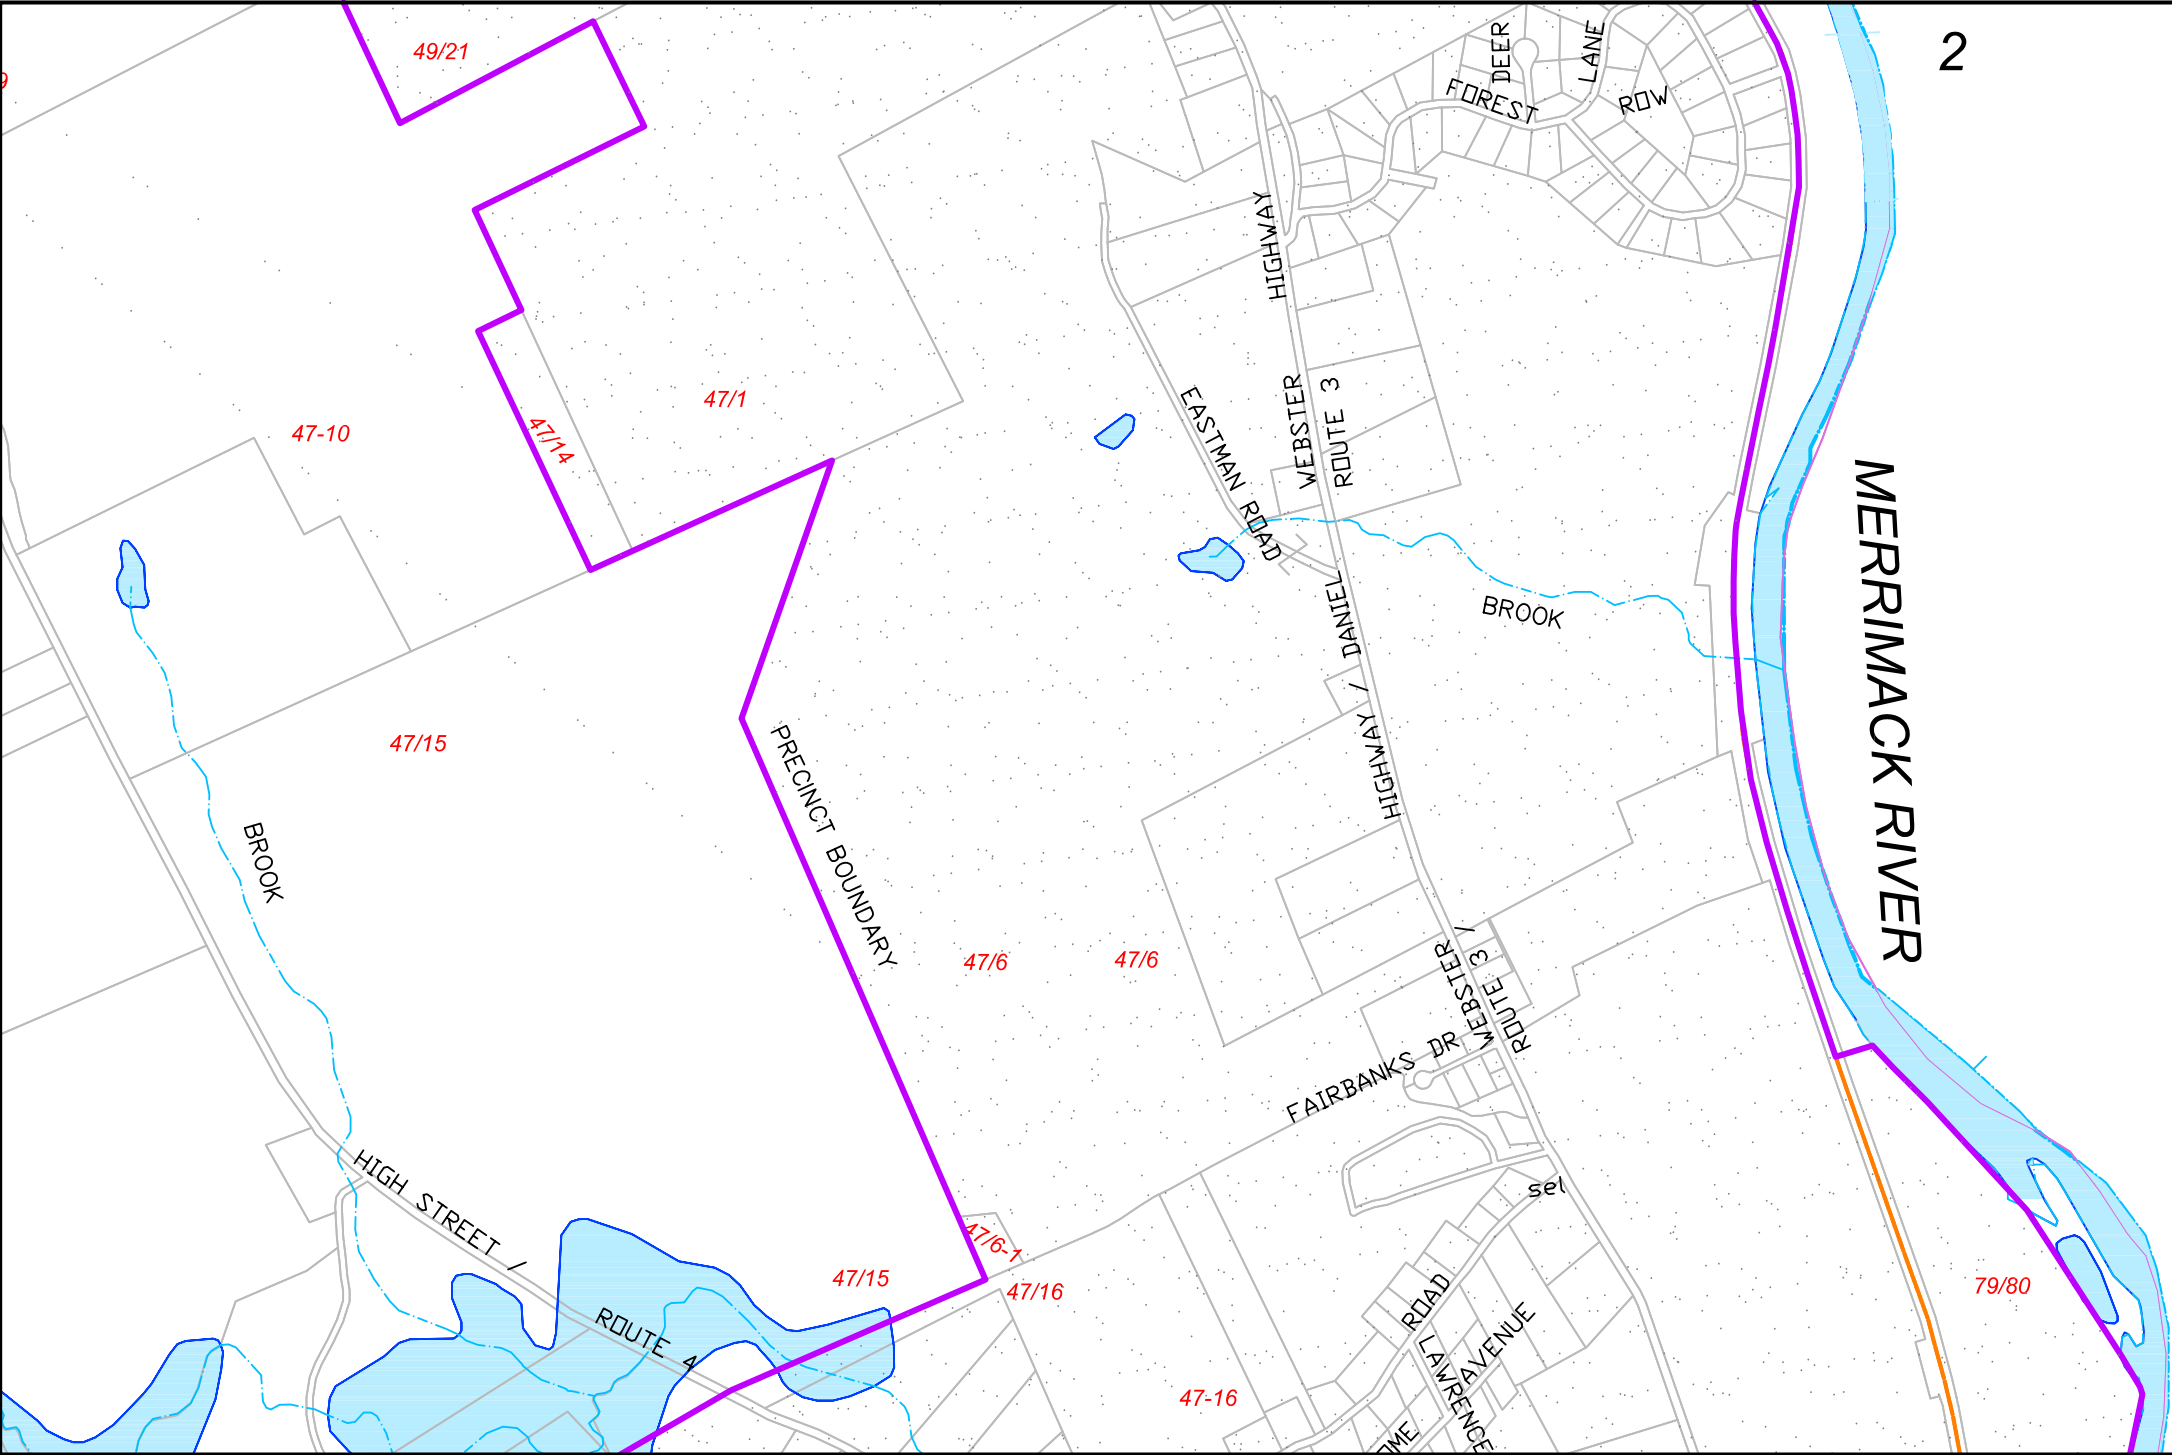 49/21
2
DEER
LANE
FOREST
ROW
HIGHWAY
WEBSTER
ROUTE 3
EASTMAN ROAD
47/1
47-10
47/14
MERRIMACK RIVER
BROOK
HIGHWAY / DANIEL
47/15
PRECINCT BOUNDARY
BROOK
47/6
47/6
WEBSTER /
ROUTE 3 /
FAIRBANKS DR
HIGH STREET /
ROUTE 4
sel
47/6-1
47/15
47/16
79/80
ROAD
LAWRENCE
AVENUE
47-16